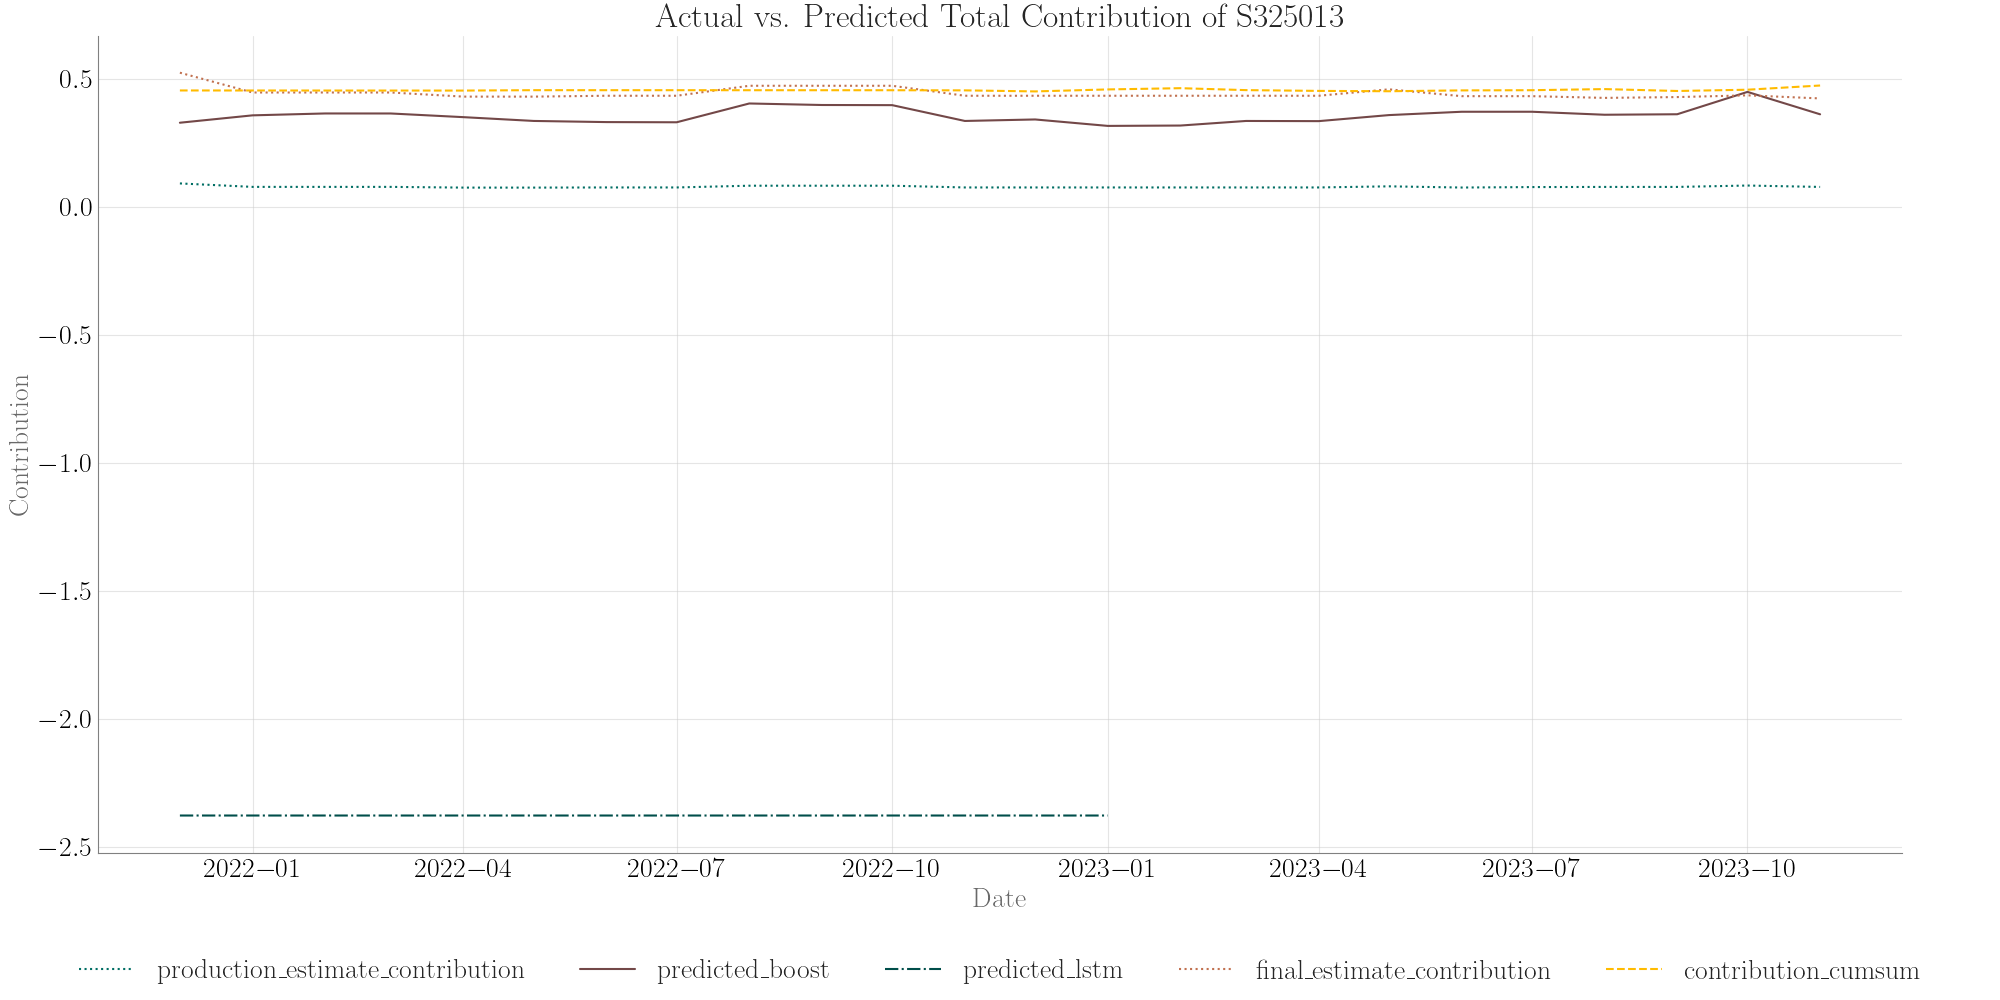 Actual vs. Predicted Total Contribution of S325013
0.5
0.0
−0.5
−1.0
−1.5
−2.0
−2.5
Contribution
2022−01 2022−04 2022−07 2022−10 2023−01 2023−04 2023−07 2023−10
Date
production_estimate_contribution predicted_boost predicted_lstm final_estimate_contribution contribution_cumsum